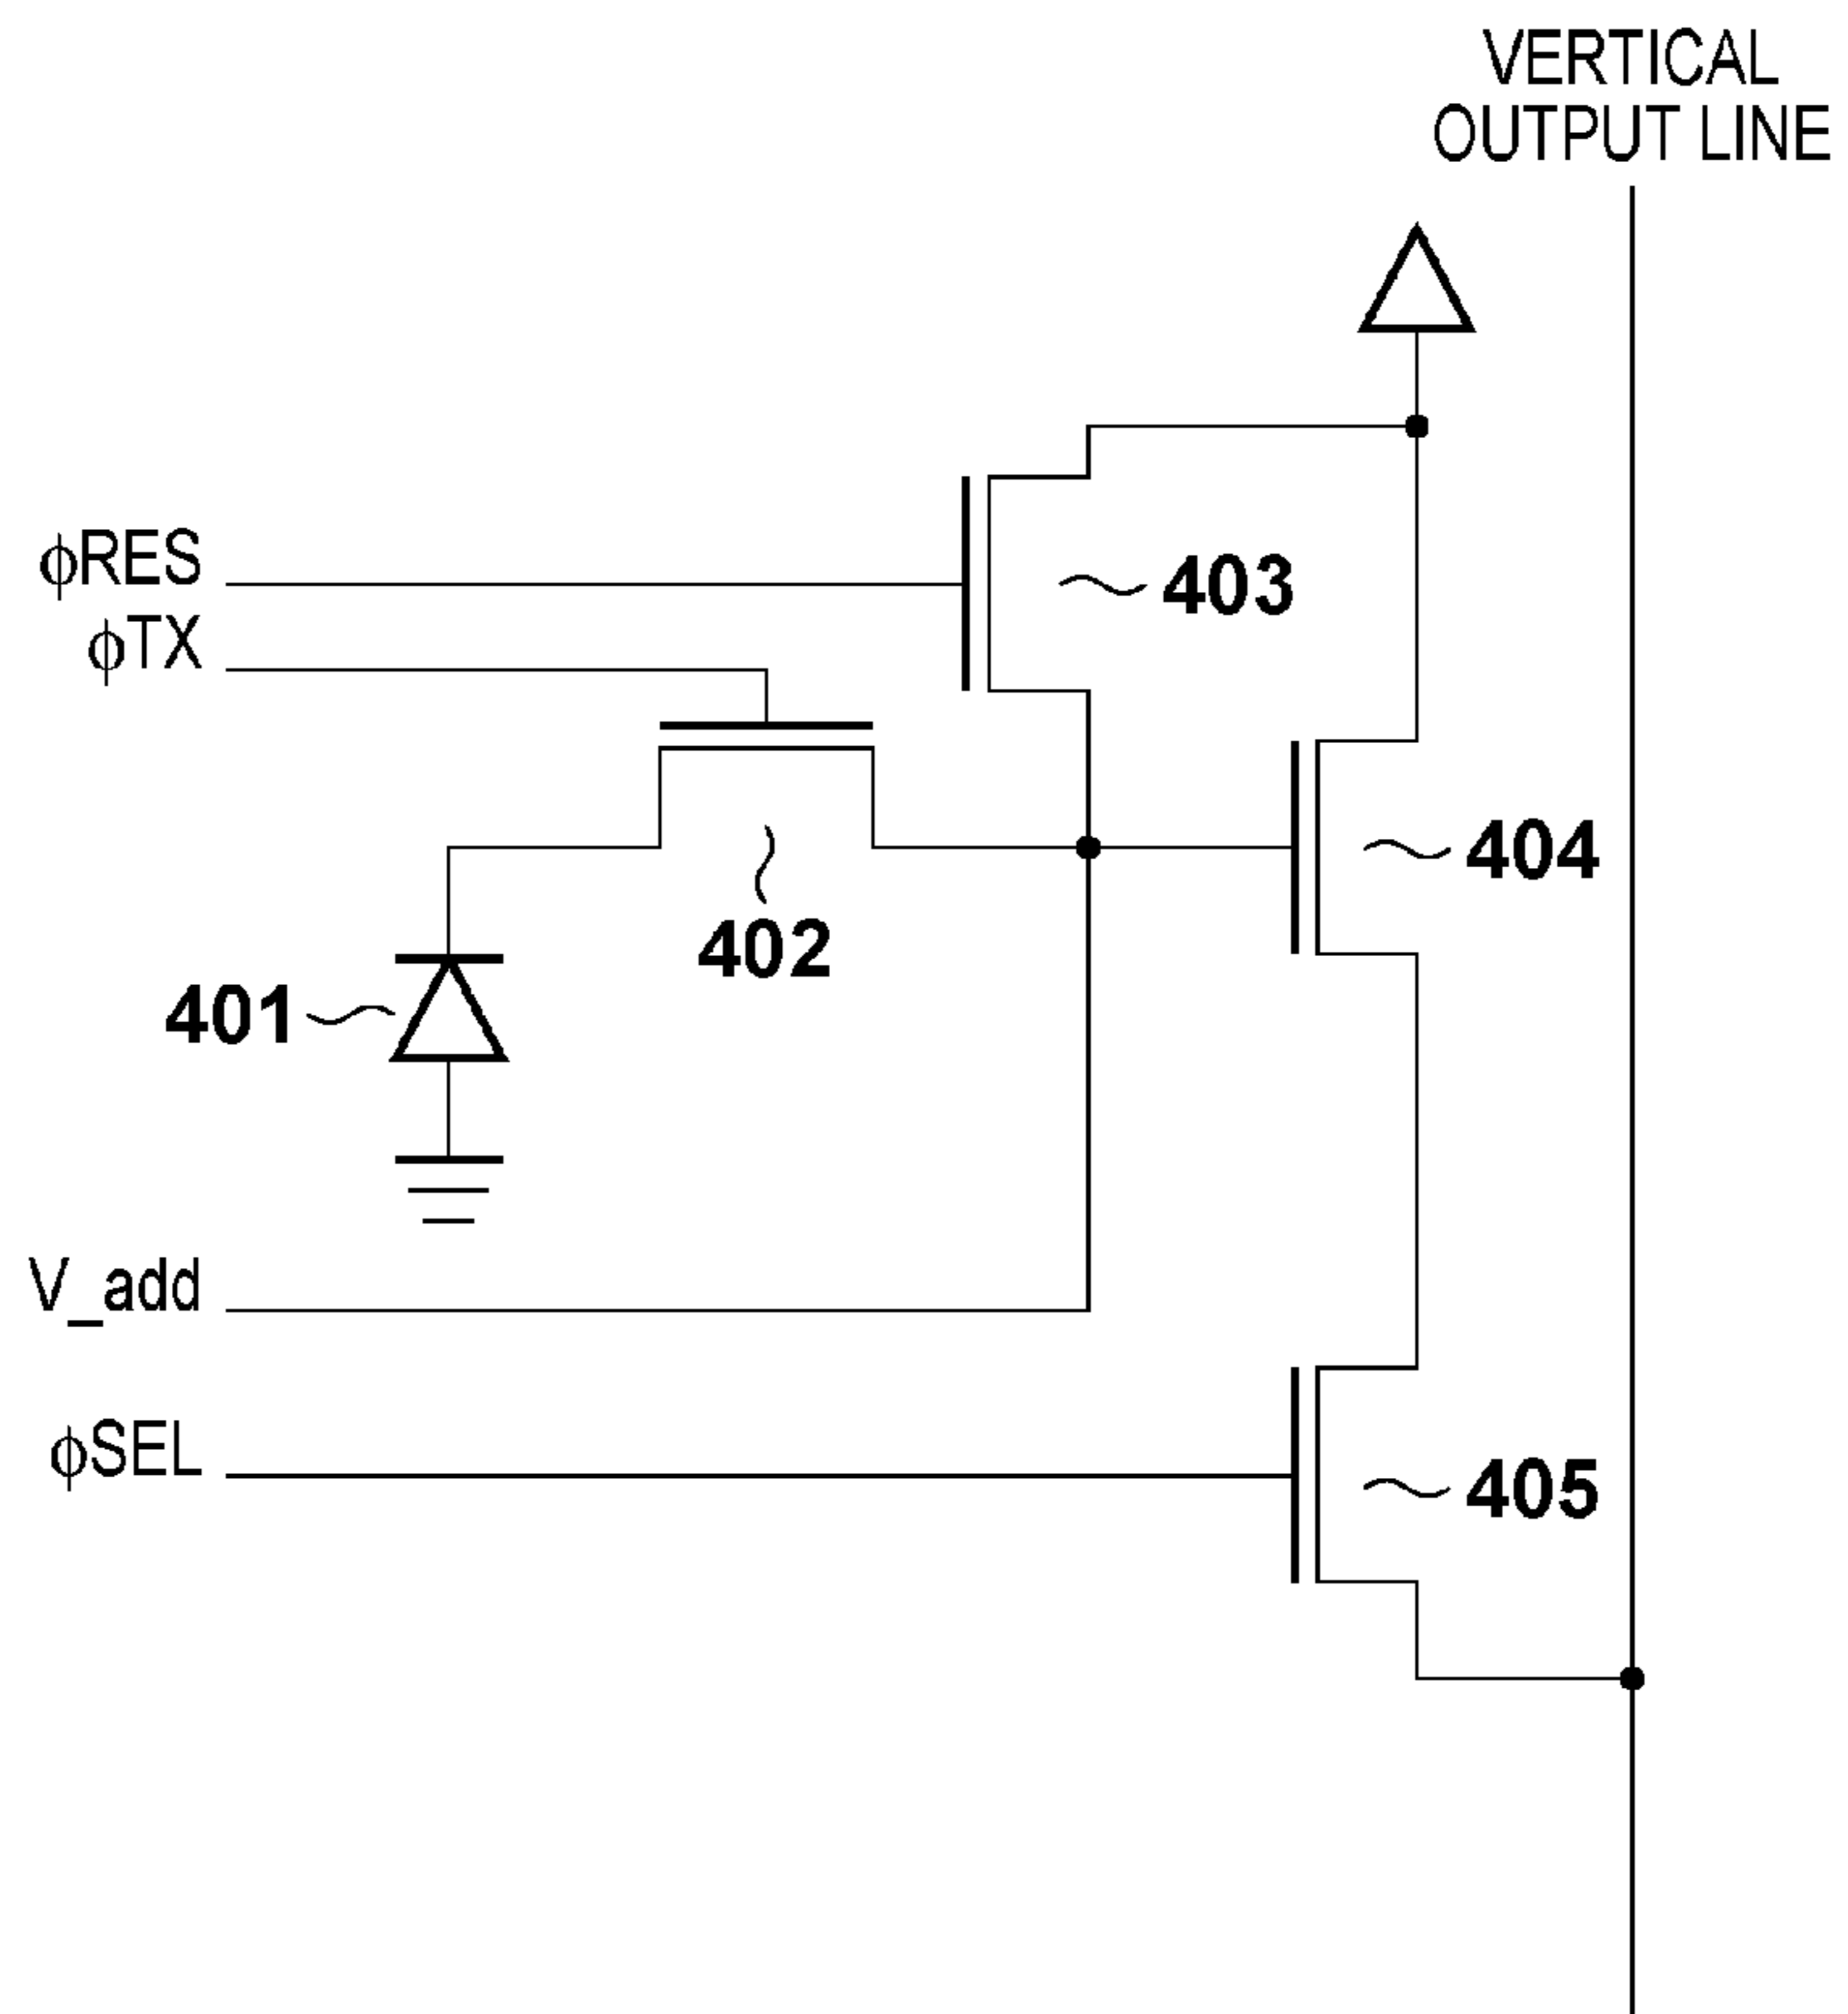 VERTICAL
OUTPUT LINE
ϕRES
403
ϕTX
404
402
401
V_add
ϕSEL
405